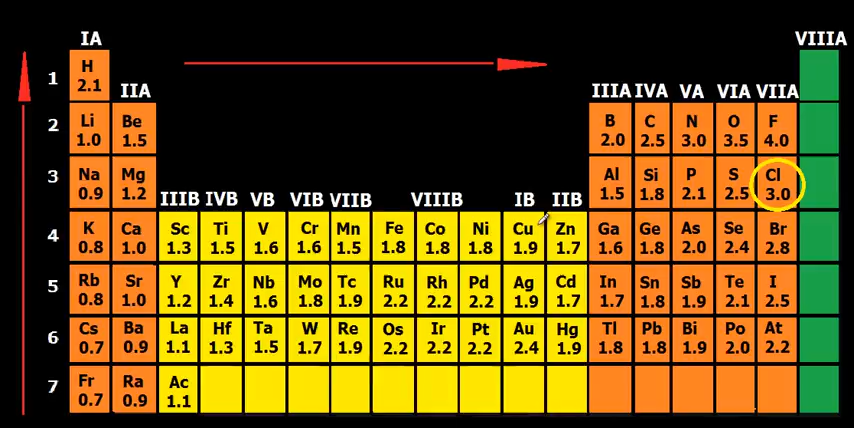 IA
VIIIA
1
H
2.1
IIA
IIIA IVA VA VIA VIIA
2
Li Be B C N O F
1.0 1.5 2.0 2.5 3.0 3.5 4.0
3
Na Mg Al Si P S Cl
0.9 1.2 1.5 1.8 2.1 2.5 3.0
IIIB IVB VB VIB VIIB VIIIB IB IIB
4
K Ca Sc Ti V Cr Mn Fe Co Ni Cu Zn Ga Ge As Se Br
0.8 1.0 1.3 1.5 1.6 1.6 1.5 1.8 1.8 1.8 1.9 1.7 1.6 1.8 2.0 2.4 2.8
5
Rb Sr Y Zr Nb Mo Tc Ru Rh Pd Ag Cd In Sn Sb Te I
0.8 1.0 1.2 1.4 1.6 1.8 1.9 2.2 2.2 2.2 1.9 1.7 1.7 1.8 1.9 2.1 2.5
6
Cs Ba La Hf Ta W Re Os Ir Pt Au Hg Tl Pb Bi Po At
0.7 0.9 1.1 1.3 1.5 1.7 1.9 2.2 2.2 2.2 2.4 1.9 1.8 1.8 1.9 2.0 2.2
7
Fr Ra Ac
0.7 0.9 1.1